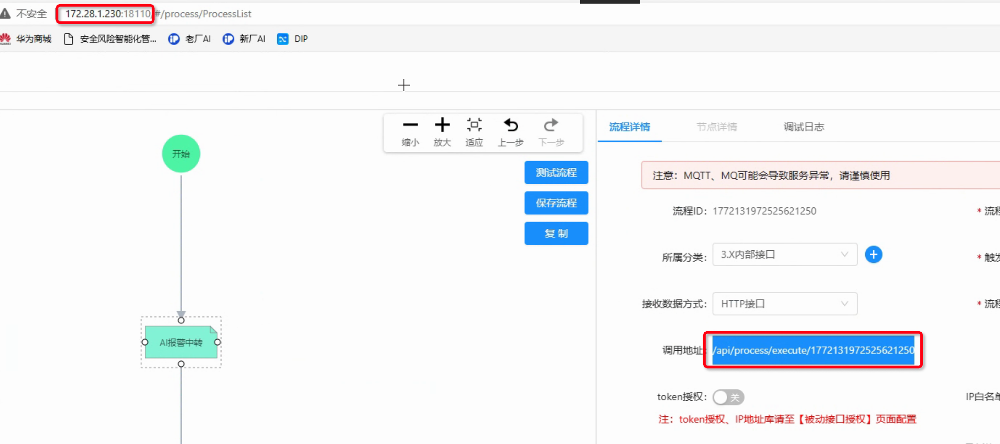 不安全 172.28.1.230:18110/#/process/ProcessList
华为商城 安全风险智能化管... 老厂AI 新厂AI DIP
缩小 放大 适应 上一步 下一步
流程详情 节点详情 调试日志
开始
测试流程
保存流程
复 制
注意：MQTT、MQ可能会导致服务异常，请谨慎使用
流程ID： 1772131972525621250
* 流程
所属分类： 3.X内部接口
* 触发
接收数据方式： HTTP接口
* 流程
AI报警中转
调用地址： /api/process/execute/1772131972525621250
token授权： 关
IP白名单
注：token授权、IP地址库请至【被动接口授权】页面配置